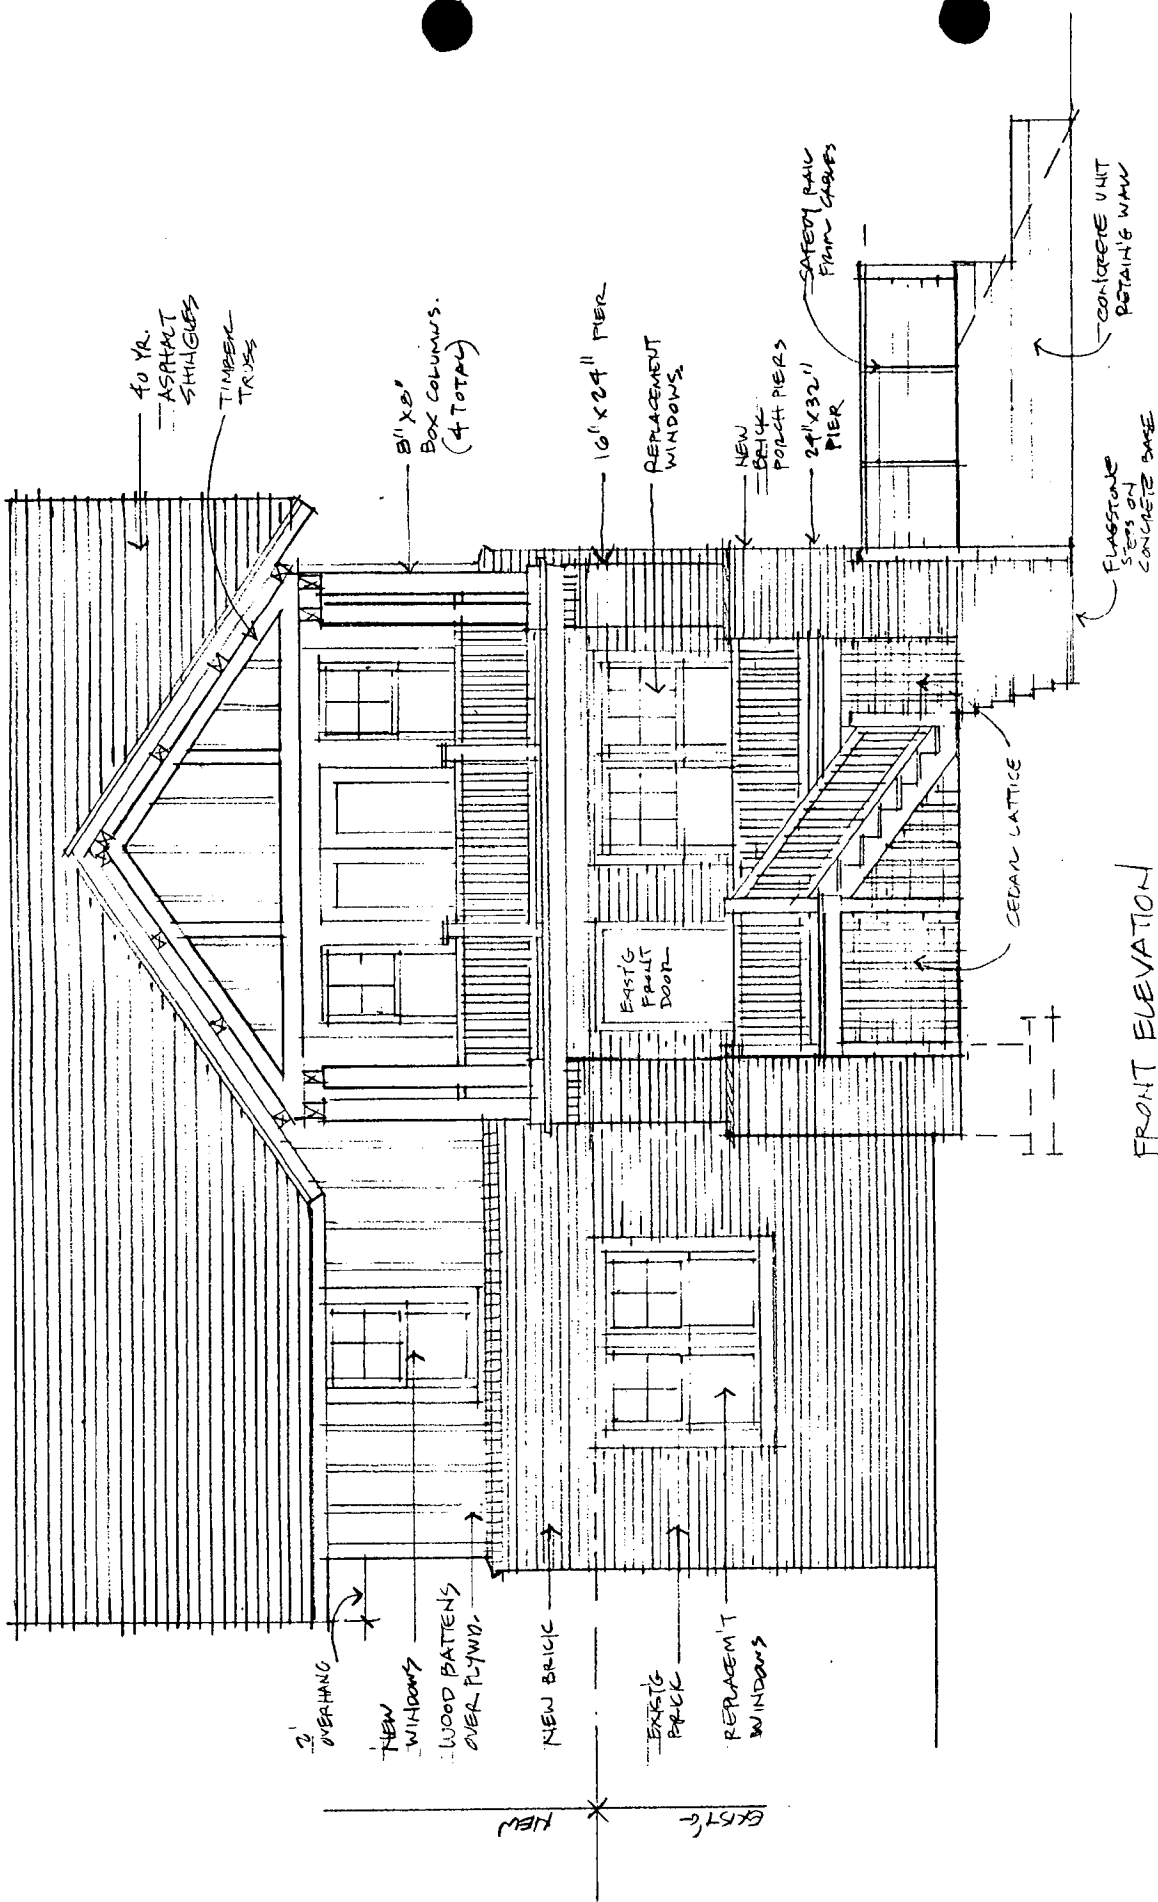 40 YR.
ASPHALT
SHINGLES
TIMBER
TRUSS
8" X 8"
BOX COLUMNS.
(4 TOTAL)
16" X 24" PIER
REPLACEMENT
WINDOWS.
NEW
BRICK
PORCH PIERS
24" X 32"
PIER
SAFETY RAIL
FROM CABLES
CONCRETE UNIT
RETAIN'G WALL
FLAGSTONE
STEPS ON
CONCRETE BASE
CEDAR LATTICE
EXIST'G
FRONT
DOOR
2'
OVERHANG
NEW
WINDOWS
WOOD BATTENS
OVER PLYWD.
NEW BRICK
EXIST'G
BRICK
REPLACEM'T
WINDOWS
NEW
EXIST'G
FRONT ELEVATION